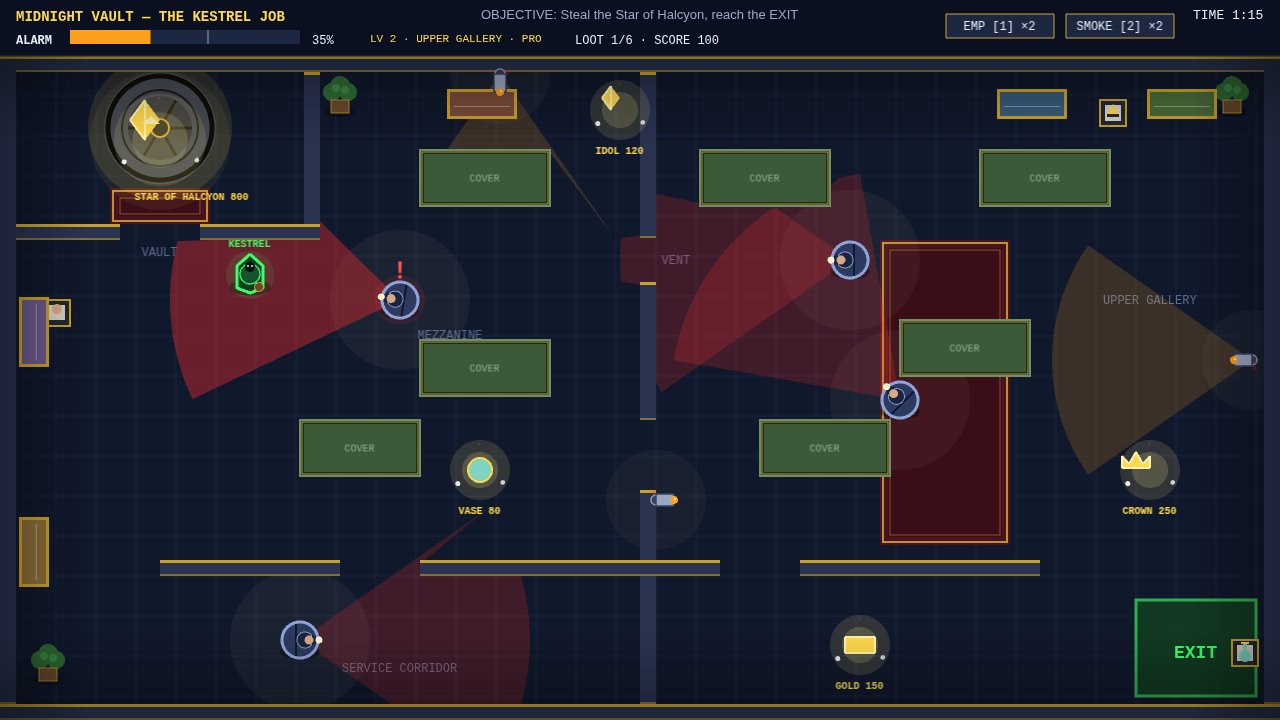 MIDNIGHT VAULT — THE KESTREL JOB
OBJECTIVE: Steal the Star of Halcyon, reach the EXIT
EMP [1] ×2
SMOKE [2] ×2
TIME 1:15
ALARM
35%
LV 2 · UPPER GALLERY · PRO
LOOT 1/6 · SCORE 100
IDOL 120
COVER
COVER
COVER
STAR OF HALCYON 800
KESTREL
VAULT
VENT
!
UPPER GALLERY
MEZZANINE
COVER
COVER
COVER
COVER
VASE 80
CROWN 250
EXIT
SERVICE CORRIDOR
GOLD 150